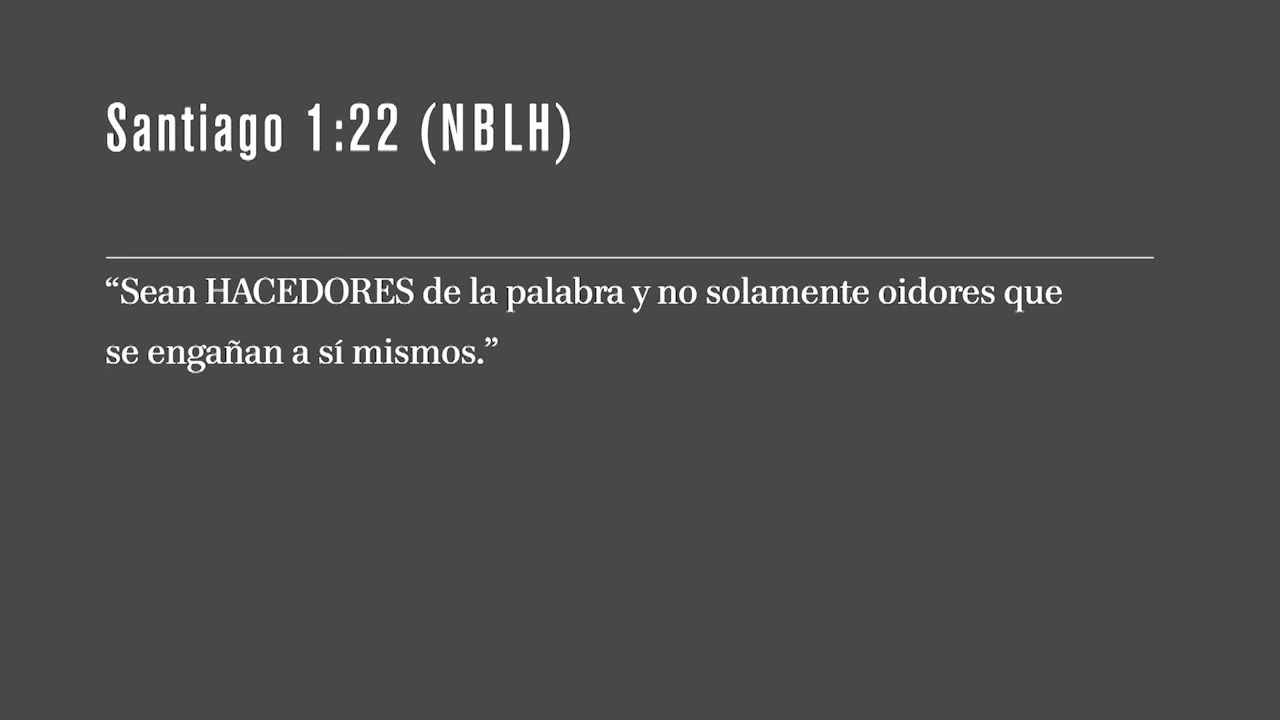 Santiago 1:22 (NBLH)
“Sean HACEDORES de la palabra y no solamente oidores que
se engañan a sí mismos.”